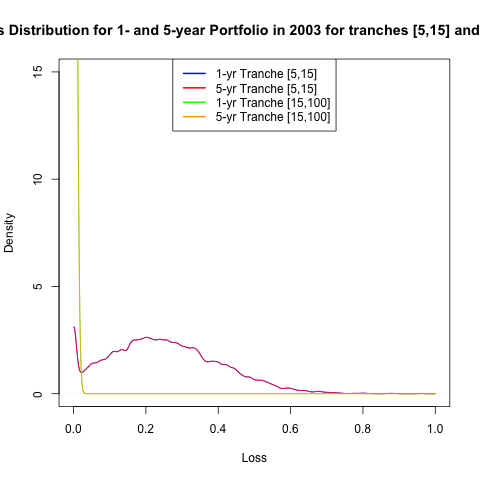 s Distribution for 1- and 5-year Portfolio in 2003 for tranches [5,15] and
1-yr Tranche [5,15]
5-yr Tranche [5,15]
1-yr Tranche [15,100]
5-yr Tranche [15,100]
15
10
5
0
Density
0.0 0.2 0.4 0.6 0.8 1.0
Loss